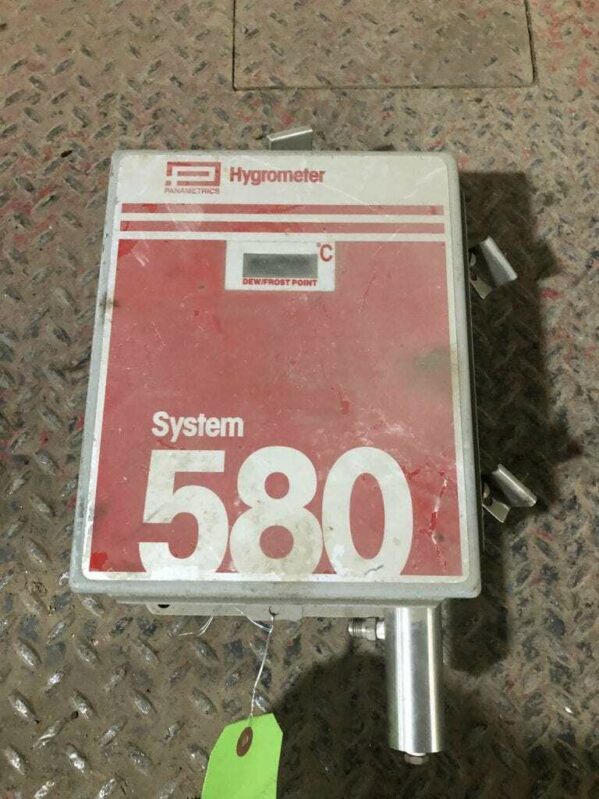 PANAMETRICS
Hygrometer
°C
DEW/FROST POINT
System
580